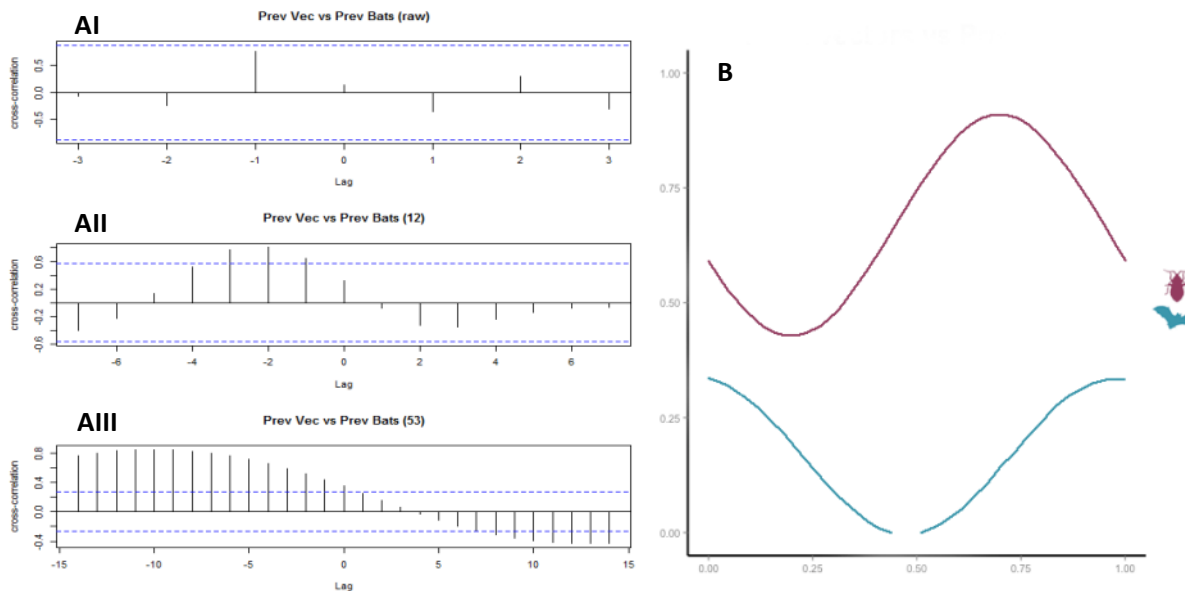 AI
Prev Vec vs Prev Bats (raw)
cross-correlation
0.5
0.0
-0.5
-3 -2 -1 0 1 2 3
Lag
AII
Prev Vec vs Prev Bats (12)
cross-correlation
0.6
0.2
-0.2
-0.6
-6 -4 -2 0 2 4 6
Lag
AIII
Prev Vec vs Prev Bats (53)
cross-correlation
0.8
0.4
0.0
-0.4
-15 -10 -5 0 5 10 15
Lag
B
1.00
0.75
0.50
0.25
0.00
0.00 0.25 0.50 0.75 1.00